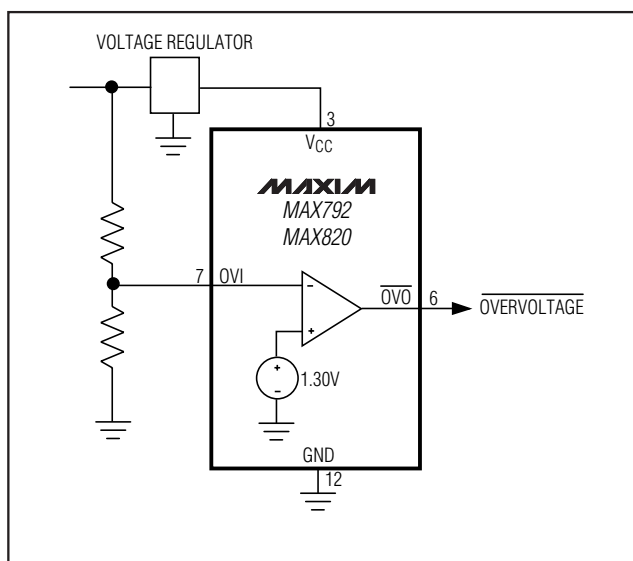 VOLTAGE REGULATOR
3
VCC
MAXIM
MAX792
MAX820
7 OVI
−
+
OVO 6 OVERVOLTAGE
+
−
1.30V
GND
12